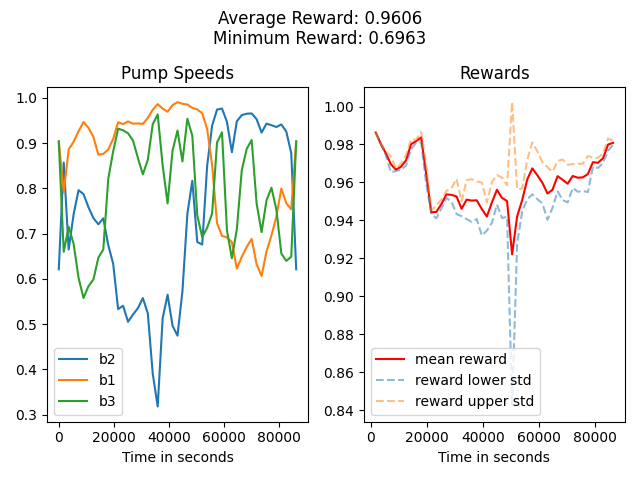 Average Reward: 0.9606
Minimum Reward: 0.6963
Pump Speeds
1.0
0.9
0.8
0.7
0.6
0.5
0.4
0.3
b2
b1
b3
0
20000
40000
60000
80000
Time in seconds
Rewards
1.00
0.98
0.96
0.94
0.92
0.90
0.88
0.86
0.84
mean reward
reward lower std
reward upper std
0
20000
40000
60000
80000
Time in seconds